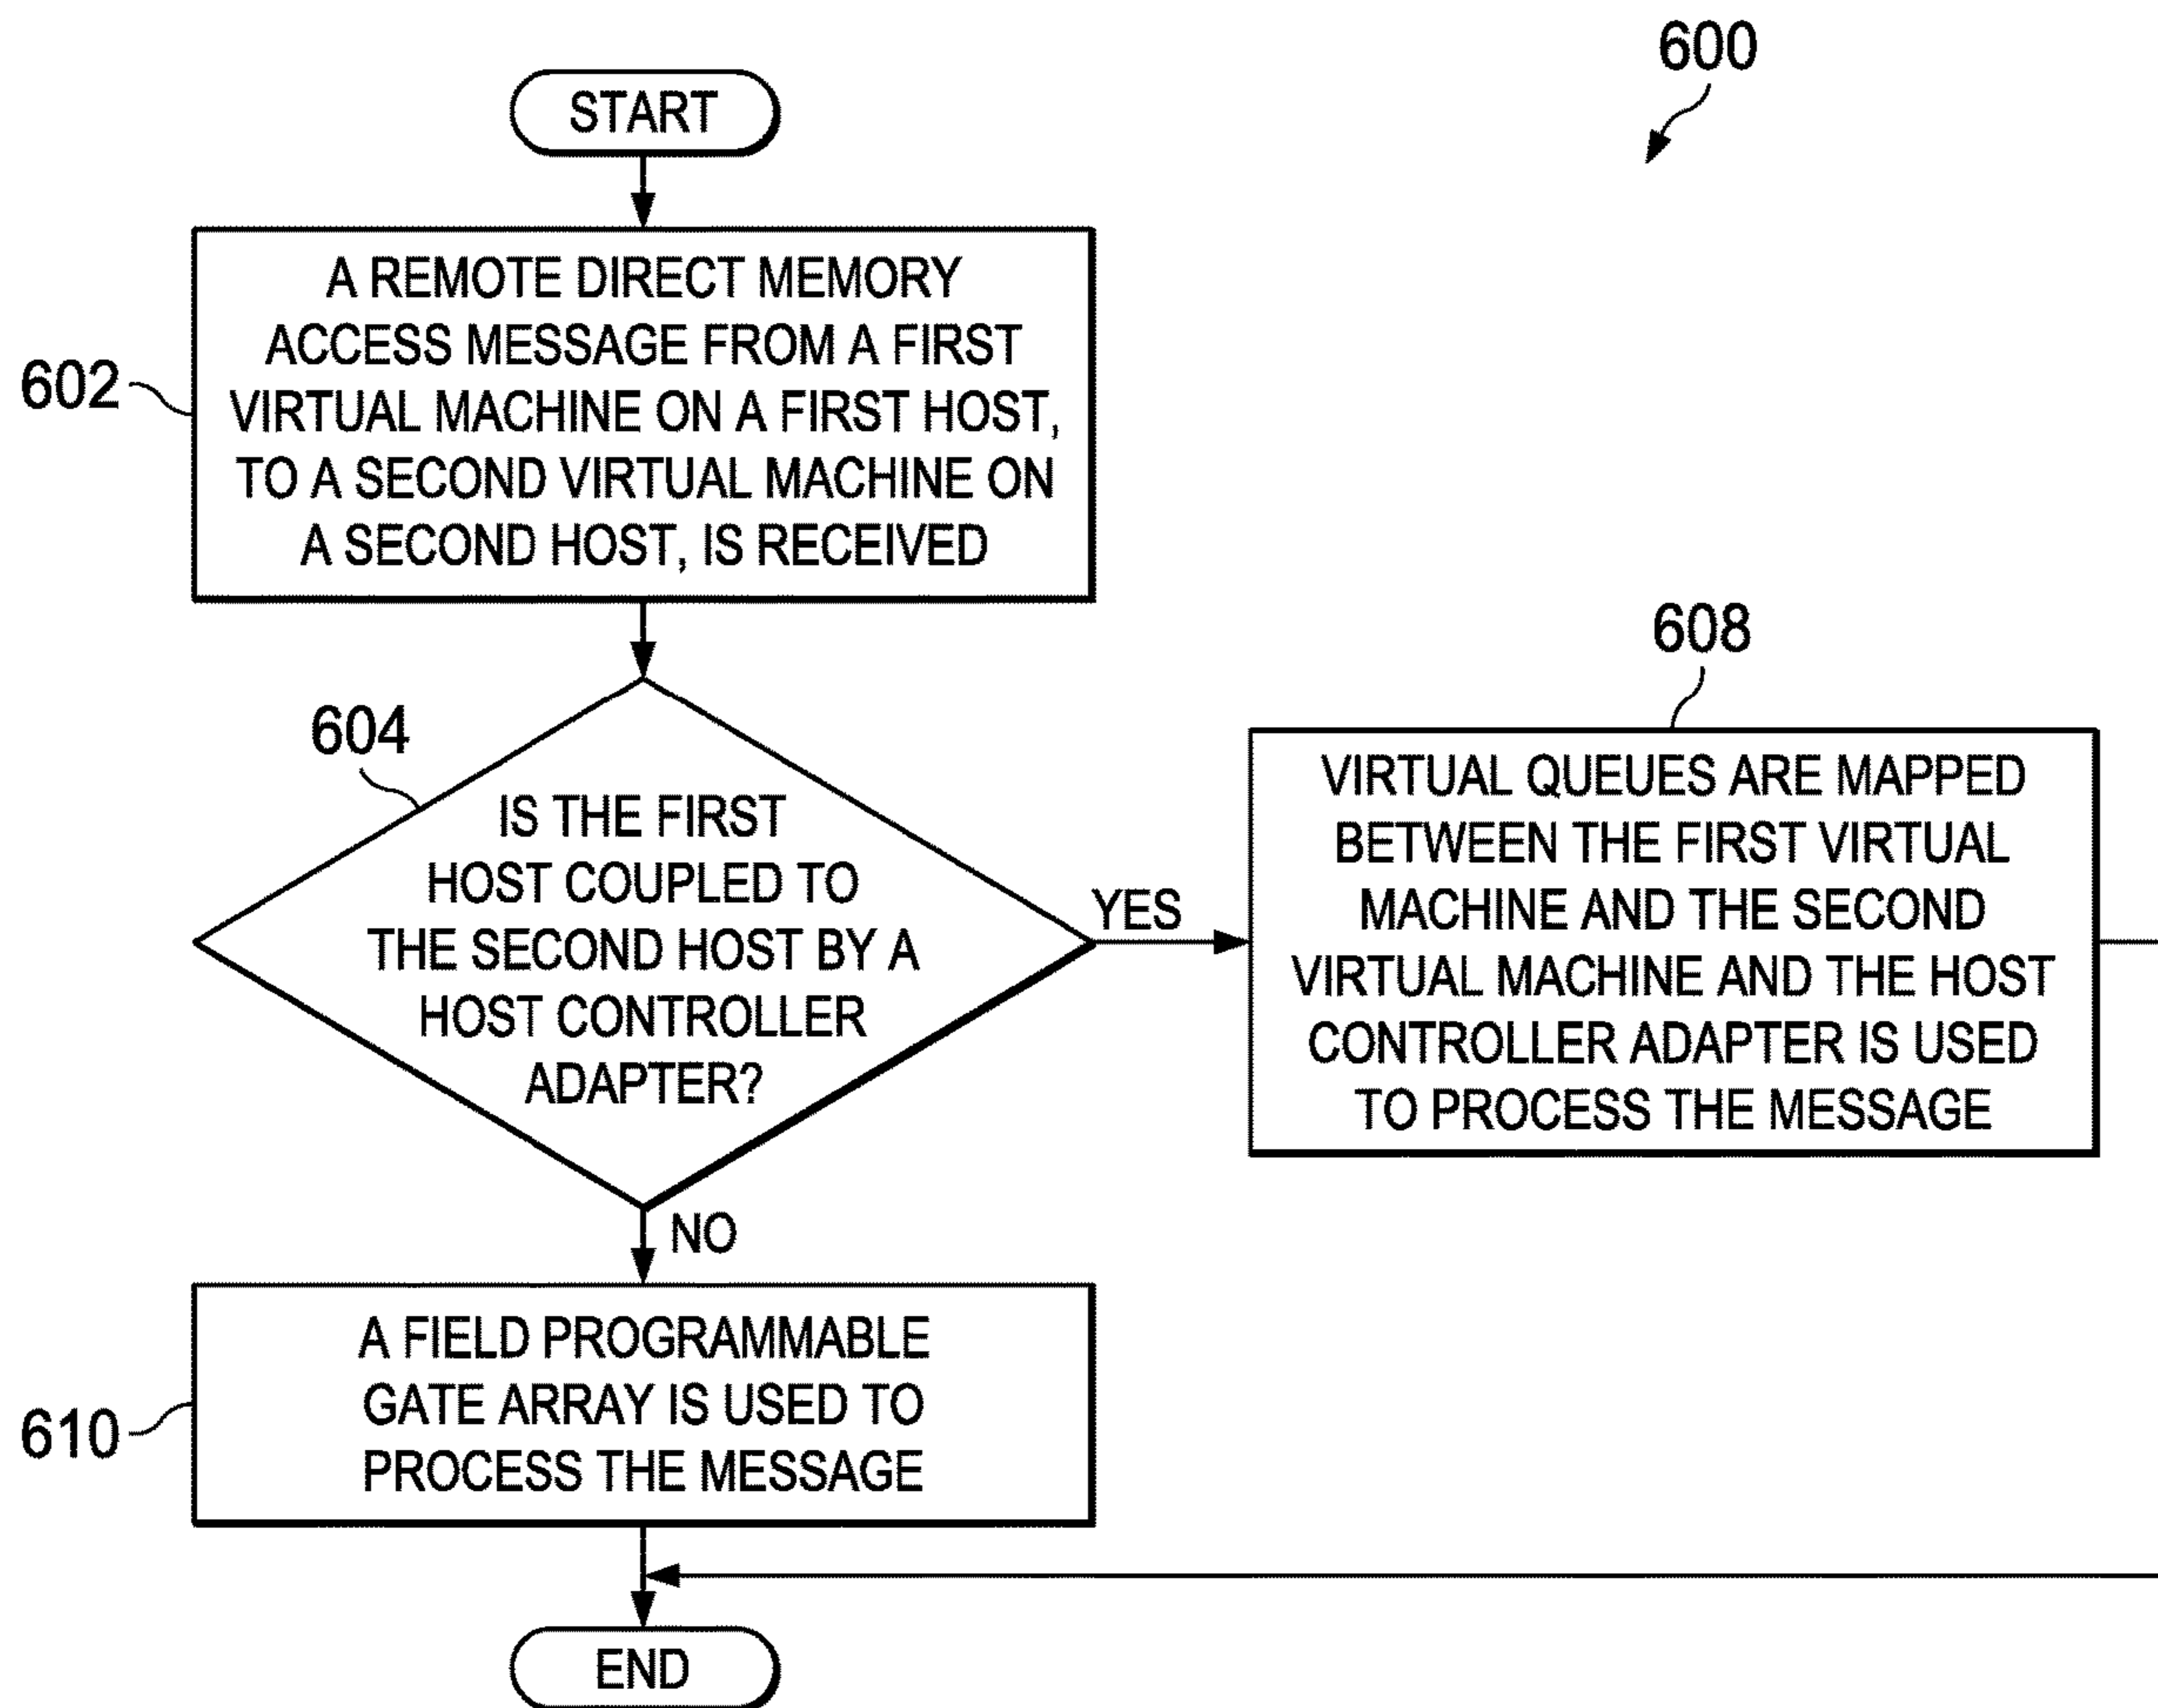 600
START
602
A REMOTE DIRECT MEMORY
ACCESS MESSAGE FROM A FIRST
VIRTUAL MACHINE ON A FIRST HOST,
TO A SECOND VIRTUAL MACHINE ON
A SECOND HOST, IS RECEIVED
604
IS THE FIRST
HOST COUPLED TO
THE SECOND HOST BY A
HOST CONTROLLER
ADAPTER?
YES
608
VIRTUAL QUEUES ARE MAPPED
BETWEEN THE FIRST VIRTUAL
MACHINE AND THE SECOND
VIRTUAL MACHINE AND THE HOST
CONTROLLER ADAPTER IS USED
TO PROCESS THE MESSAGE
NO
610
A FIELD PROGRAMMABLE
GATE ARRAY IS USED TO
PROCESS THE MESSAGE
END